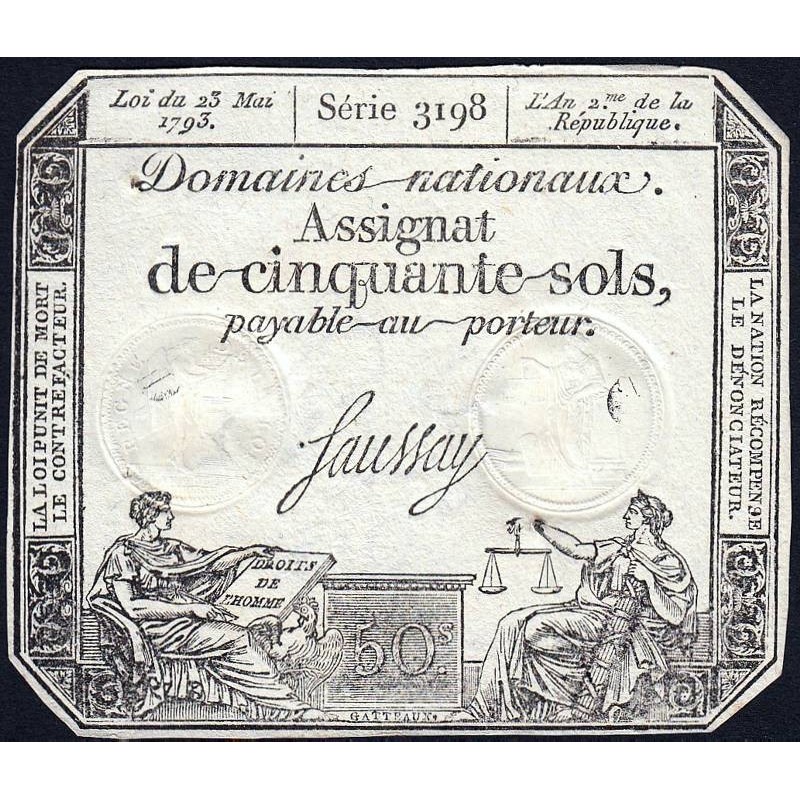 Loi du 23 Mai
1793.
Série 3198
L'An 2.me de la
République.
Domaines nationaux.
Assignat
de cinquante sols,
payable au porteur.
LA LOI PUNIT DE MORT
LE CONTREFACTEUR.
LA NATION RÉCOMPENSE
LE DÉNONCIATEUR.
Saussay
DROITS
DE
L'HOMME
50.s
GATTEAUX.